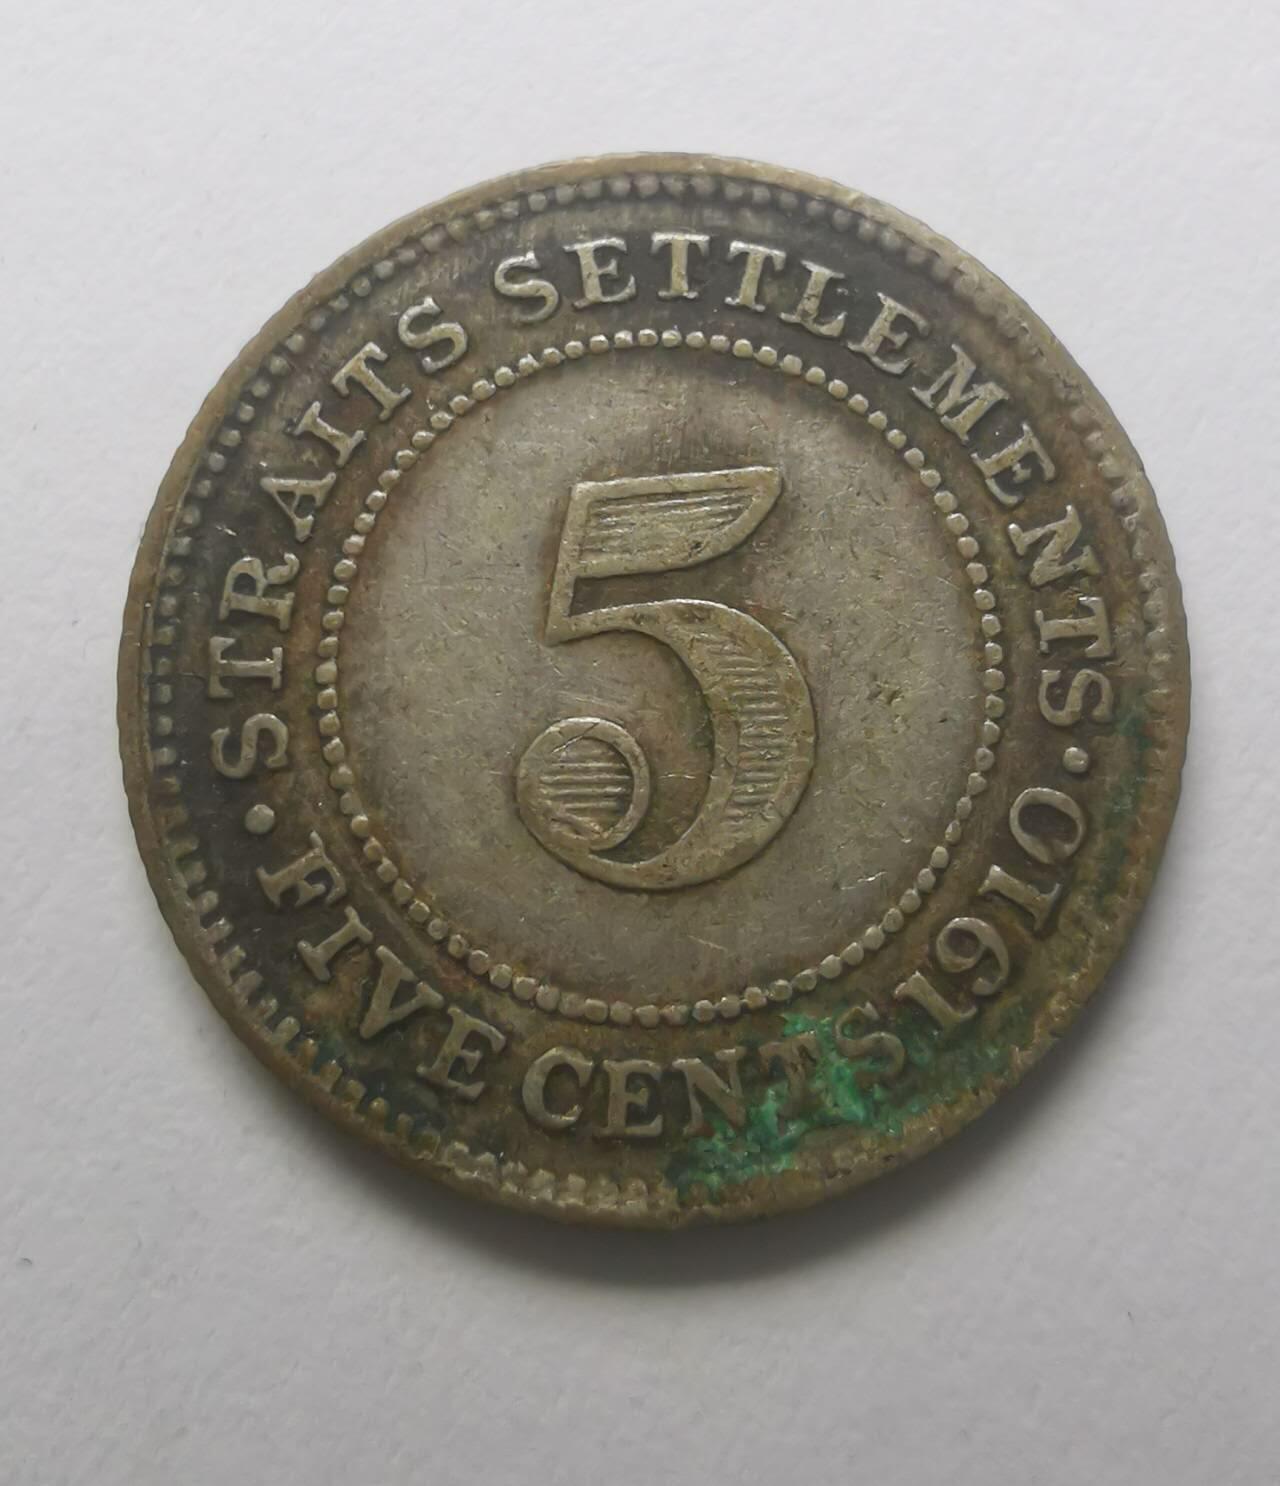 · STRAITS SETTLEMENTS ·
FIVE CENTS 1910
5